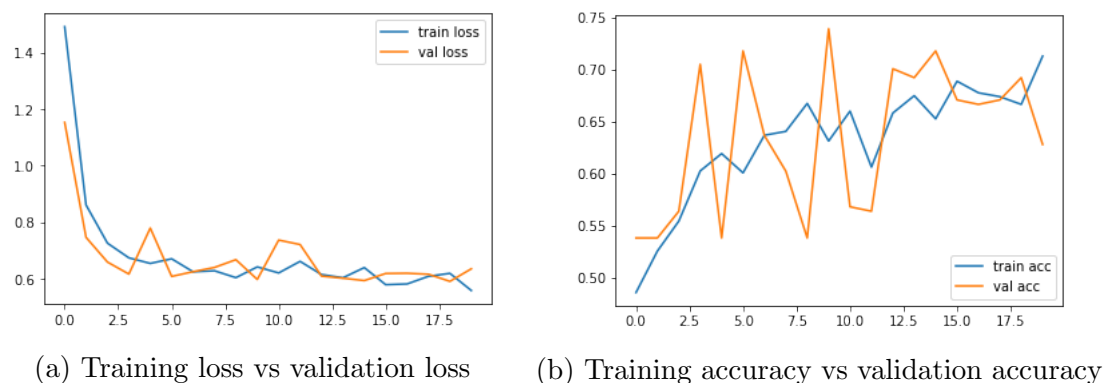 1.4
1.2
1.0
0.8
0.6
0.0 2.5 5.0 7.5 10.0 12.5 15.0 17.5
train loss
val loss
(a) Training loss vs validation loss
0.75
0.70
0.65
0.60
0.55
0.50
0.0 2.5 5.0 7.5 10.0 12.5 15.0 17.5
train acc
val acc
(b) Training accuracy vs validation accuracy